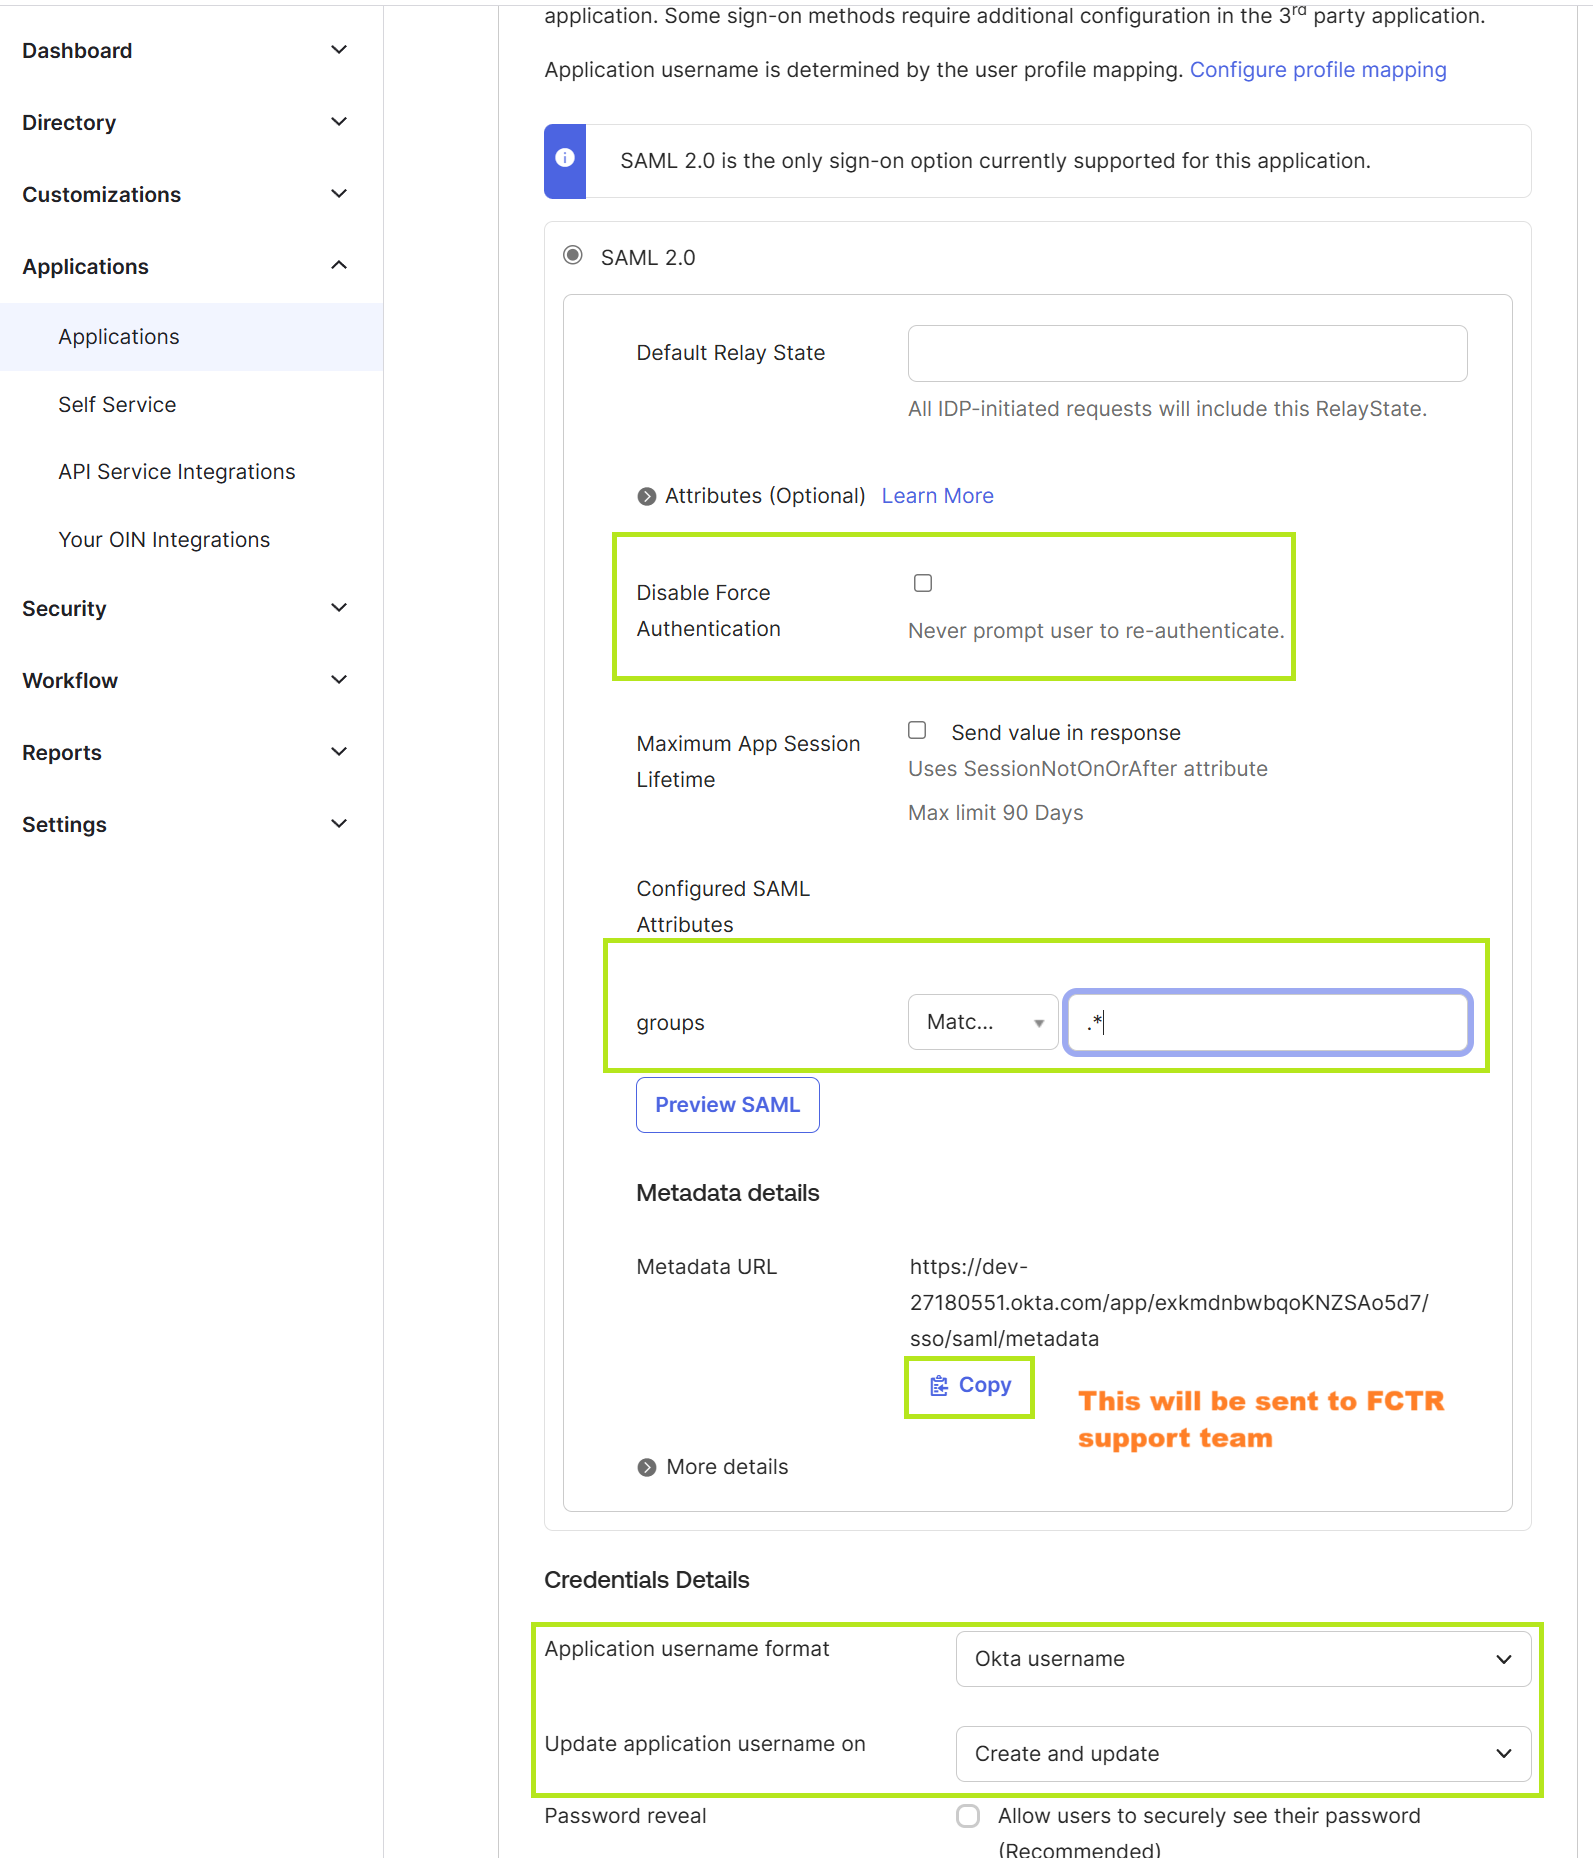 application. Some sign-on methods require additional configuration in the 3rd party application.
Application username is determined by the user profile mapping. Configure profile mapping
SAML 2.0 is the only sign-on option currently supported for this application.
Dashboard
Directory
Customizations
Applications
Applications
Self Service
API Service Integrations
Your OIN Integrations
Security
Workflow
Reports
Settings
SAML 2.0
Default Relay State
All IDP-initiated requests will include this RelayState.
Attributes (Optional) Learn More
Disable Force
Authentication
Never prompt user to re-authenticate.
Maximum App Session
Lifetime
Send value in response
Uses SessionNotOnOrAfter attribute
Max limit 90 Days
Configured SAML
Attributes
groups Matc... .*
Preview SAML
Metadata details
Metadata URL
https://dev-
27180551.okta.com/app/exkmdnbwbqoKNZSAo5d7/
sso/saml/metadata
Copy
This will be sent to FCTR
support team
More details
Credentials Details
Application username format Okta username
Update application username on Create and update
Password reveal Allow users to securely see their password
(Recommended)